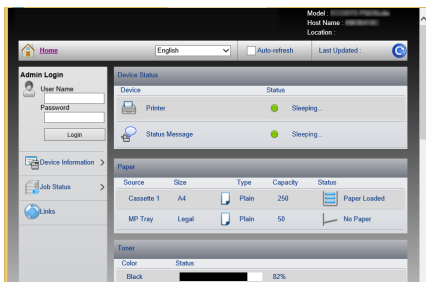 Model :
Host Name :
Location :
Home English Auto-refresh Last Updated :
Admin Login
User Name
Password
Login
Device Information
Job Status
Links
Device Status
Device Status
Printer Sleeping...
Status Message Sleeping...
Paper
Source Size Type Capacity Status
Cassette 1 A4 Plain 250 Paper Loaded
MP Tray Legal Plain 50 No Paper
Toner
Color Status
Black 82%